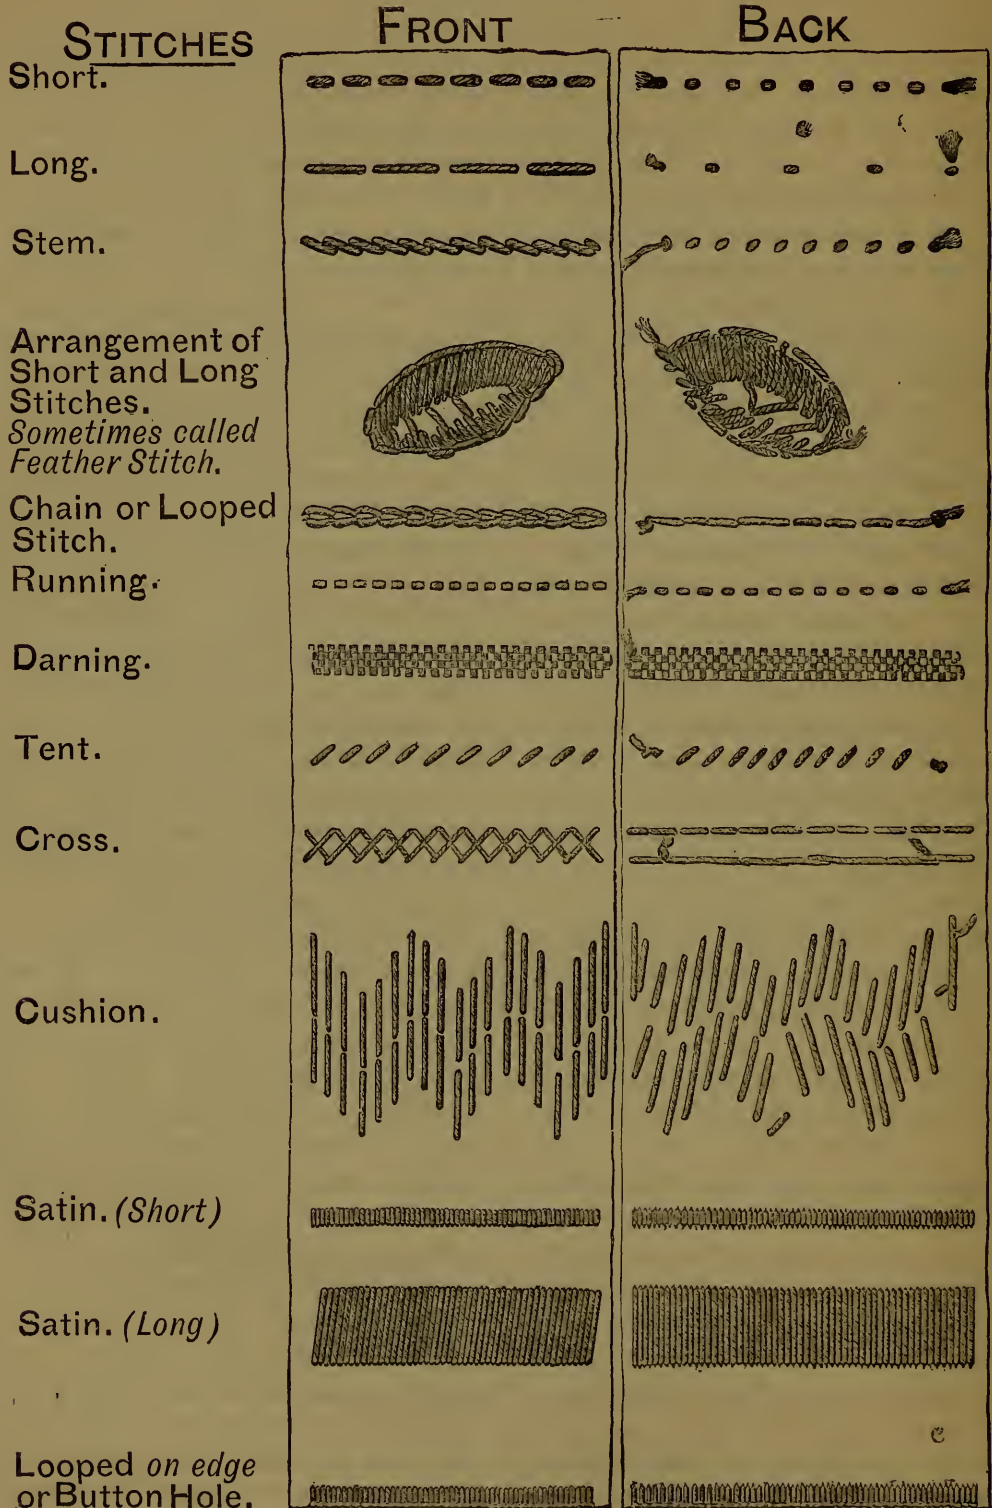 STITCHES FRONT BACK
Short.
Long.
Stem.
Arrangement of
Short and Long
Stitches.
Sometimes called
Feather Stitch.
Chain or Looped
Stitch.
Running.
Darning.
Tent.
Cross.
Cushion.
Satin. (Short)
Satin. (Long)
Looped on edge
or Button Hole.